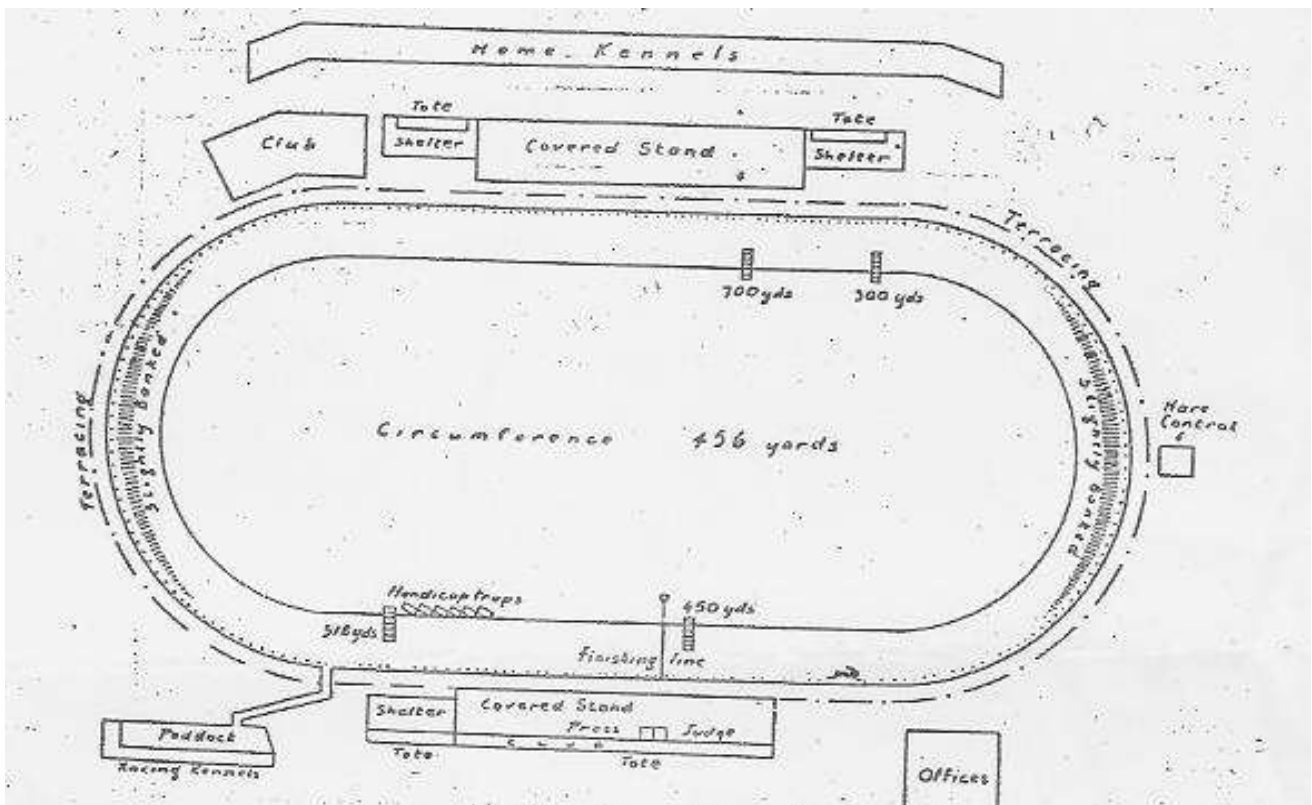 Home Kennels
Tote
Tote
Club
Shelter
Covered Stand
Shelter
Terracing
700 yds
300 yds
Slightly Banked
Terracing
Slightly banked
Hare
Control
Circumference 456 yards
Handicap traps
450 yds
518 yds
finishing line
Shelter
Covered Stand
Press
Judge
Club
Tote
Tote
Paddock
Racing Kennels
Offices